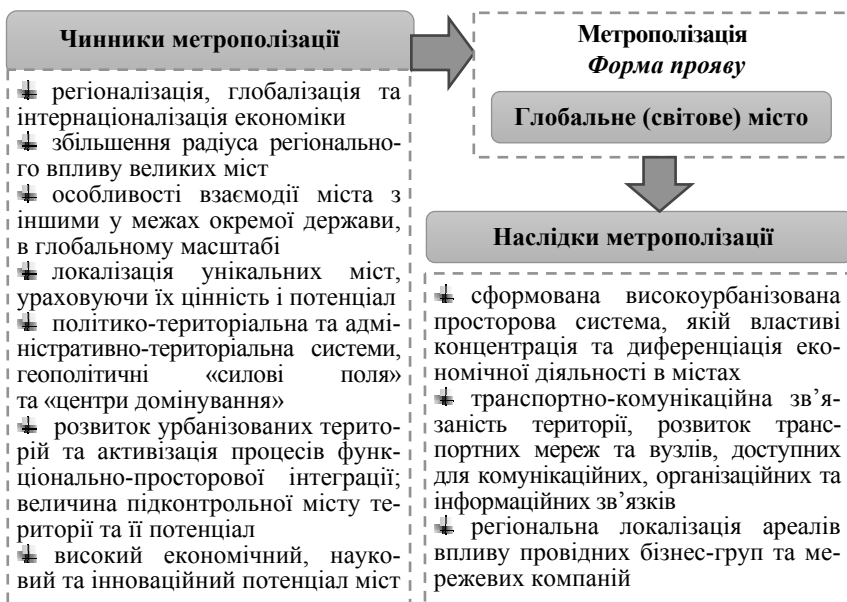 Чинники метрополізації
регіоналізація, глобалізація та
інтернаціоналізація економіки
збільшення радіуса регіонально-
го впливу великих міст
особливості взаємодії міста з
іншими у межах окремої держави,
в глобальному масштабі
локалізація унікальних міст,
ураховуючи їх цінність і потенціал
політико-територіальна та адмі-
ністративно-територіальна системи,
геополітичні «силові поля»
та «центри домінування»
розвиток урбанізованих терито-
рій та активізація процесів функ-
ціонально-просторової інтеграції;
величина підконтрольної місту те-
риторії та її потенціал
високий економічний, науко-
вий та інноваційний потенціал міст
Метрополізація
Форма прояву
Глобальне (світове) місто
Наслідки метрополізації
сформована високоурбанізована
просторова система, якій властиві
концентрація та диференціація еко-
номічної діяльності в містах
транспортно-комунікаційна зв’я-
заність території, розвиток транс-
портних мереж та вузлів, доступних
для комунікаційних, організаційних та
інформаційних зв’язків
регіональна локалізація ареалів
впливу провідних бізнес-груп та ме-
режевих компаній